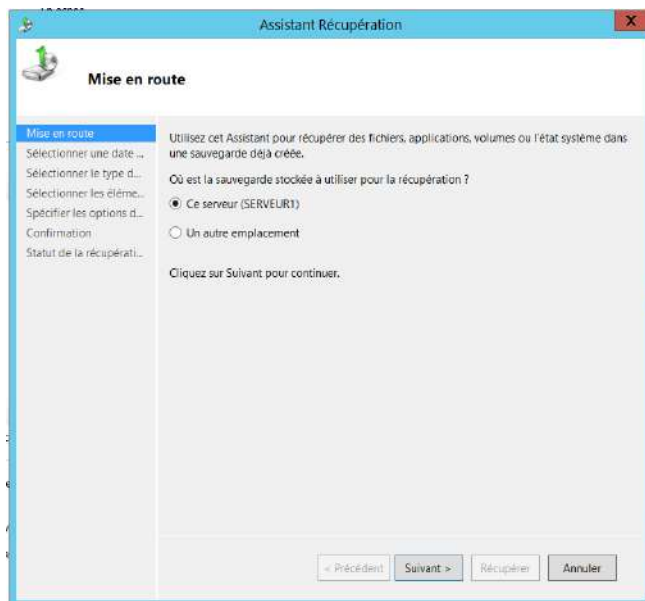 Assistant Récupération
X
Mise en route
Mise en route
Sélectionner une date ...
Sélectionner le type d...
Sélectionner les éléme...
Spécifier les options d...
Confirmation
Statut de la récupérati...
Utilisez cet Assistant pour récupérer des fichiers, applications, volumes ou l'état système dans
une sauvegarde déjà créée.
Où est la sauvegarde stockée à utiliser pour la récupération ?
Ce serveur (SERVEUR1)
Un autre emplacement
Cliquez sur Suivant pour continuer.
< Précédent
Suivant >
Récupérer
Annuler